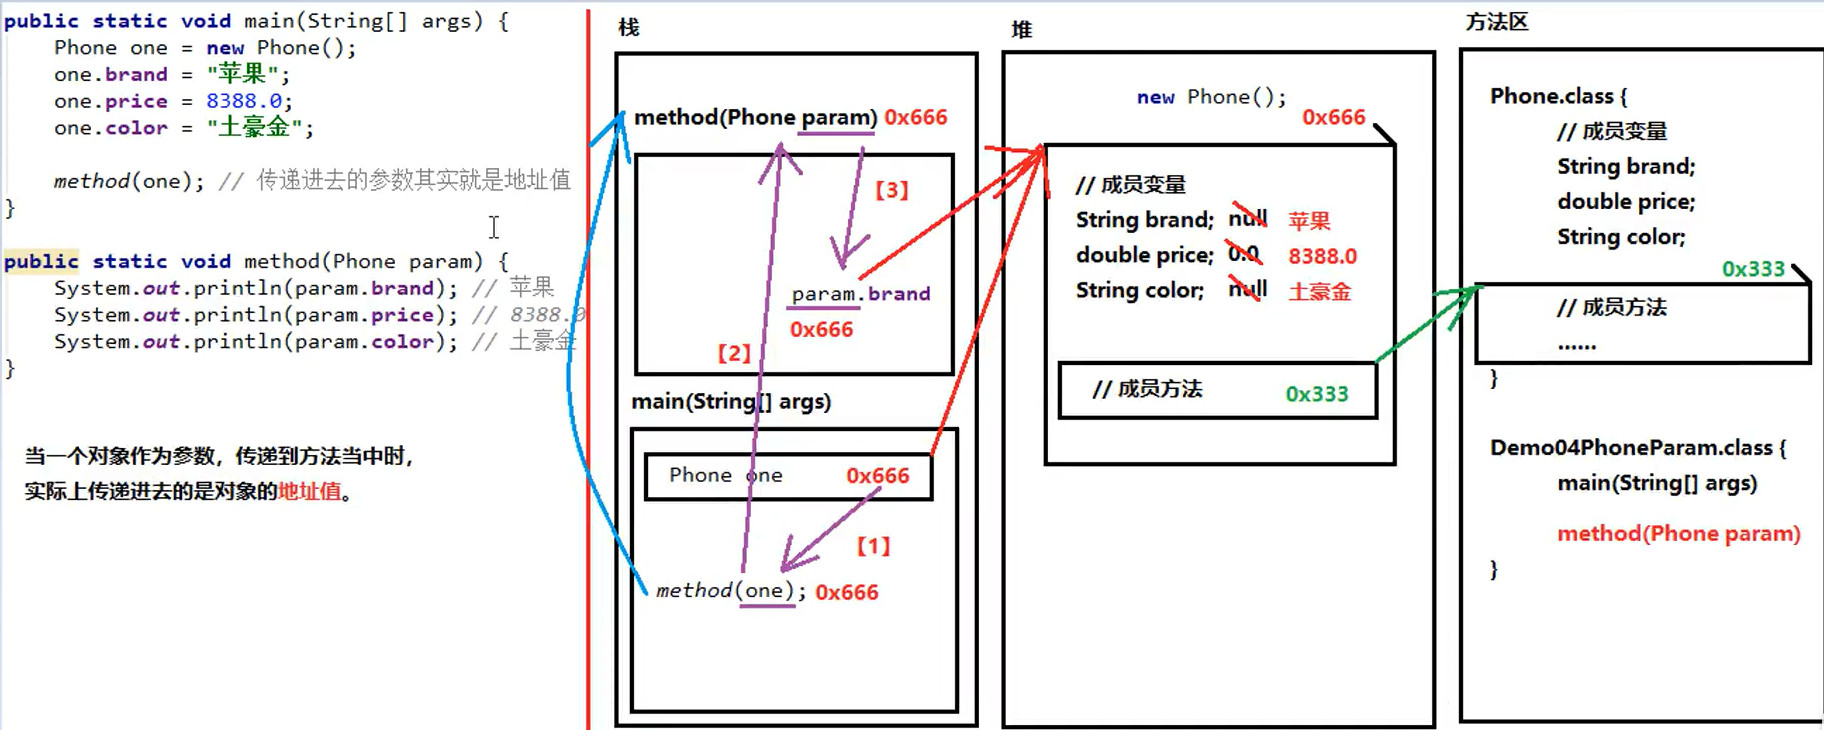 public static void main(String[] args) {
Phone one = new Phone();
one.brand = "苹果";
one.price = 8388.0;
one.color = "土豪金";
method(one); // 传递进去的参数其实就是地址值
}
public static void method(Phone param) {
System.out.println(param.brand); // 苹果
System.out.println(param.price); // 8388.0
System.out.println(param.color); // 土豪金
}
当一个对象作为参数，传递到方法当中时，
实际上传递进去的是对象的地址值。
栈
method(Phone param) 0x666
【3】
param.brand
0x666
【2】
main(String[] args)
Phone one 0x666
【1】
method(one); 0x666
堆
new Phone();
0x666
// 成员变量
String brand; null 苹果
double price; 0.0 8388.0
String color; null 土豪金
// 成员方法 0x333
方法区
Phone.class {
// 成员变量
String brand;
double price;
String color;
0x333
// 成员方法
......
}
Demo04PhoneParam.class {
main(String[] args)
method(Phone param)
}